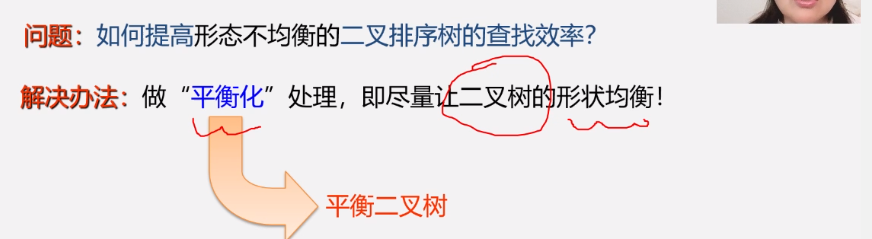 问题：如何提高形态不均衡的二叉排序树的查找效率？
解决办法：做“平衡化”处理，即尽量让二叉树的形状均衡！
平衡二叉树